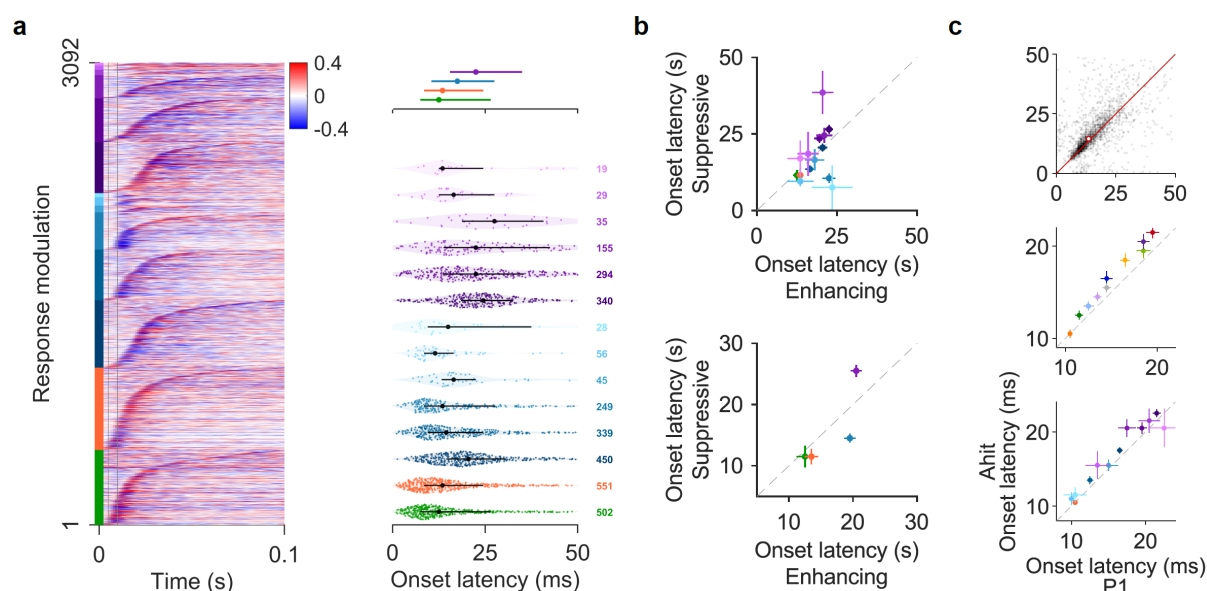 a
Response modulation
3092
1
0.4
0
-0.4
0
0.1
Time (s)
19
29
35
155
294
340
28
56
45
249
339
450
551
502
0
25
50
Onset latency (ms)
b
Onset latency (s)
Suppressive
50
25
0
0
25
50
Onset latency (s)
Enhancing
Onset latency (s)
Suppressive
30
20
10
10
20
30
Onset latency (s)
Enhancing
c
50
25
0
0
25
50
20
10
10
20
Ahit
Onset latency (ms)
20
10
10
20
Onset latency (ms)
P1